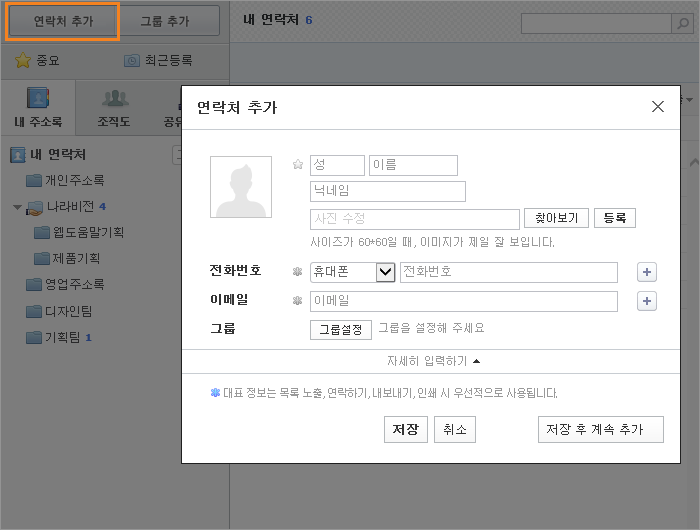 연락처 추가
그룹 추가
내 연락처 6
중요
최근등록
내 주소록
조직도
공유
내 연락처
개인주소록
나라비전 4
웹도움말기획
제품기획
영업주소록
디자인팀
기획팀 1
연락처 추가
성
이름
닉네임
사진 수정
찾아보기
등록
사이즈가 60*60일 때, 이미지가 제일 잘 보입니다.
전화번호
휴대폰
전화번호
이메일
이메일
그룹
그룹설정
그룹을 설정해 주세요
자세히 입력하기
대표 정보는 목록 노출,연락하기,내보내기,인쇄 시 우선적으로 사용됩니다.
저장
취소
저장 후 계속 추가